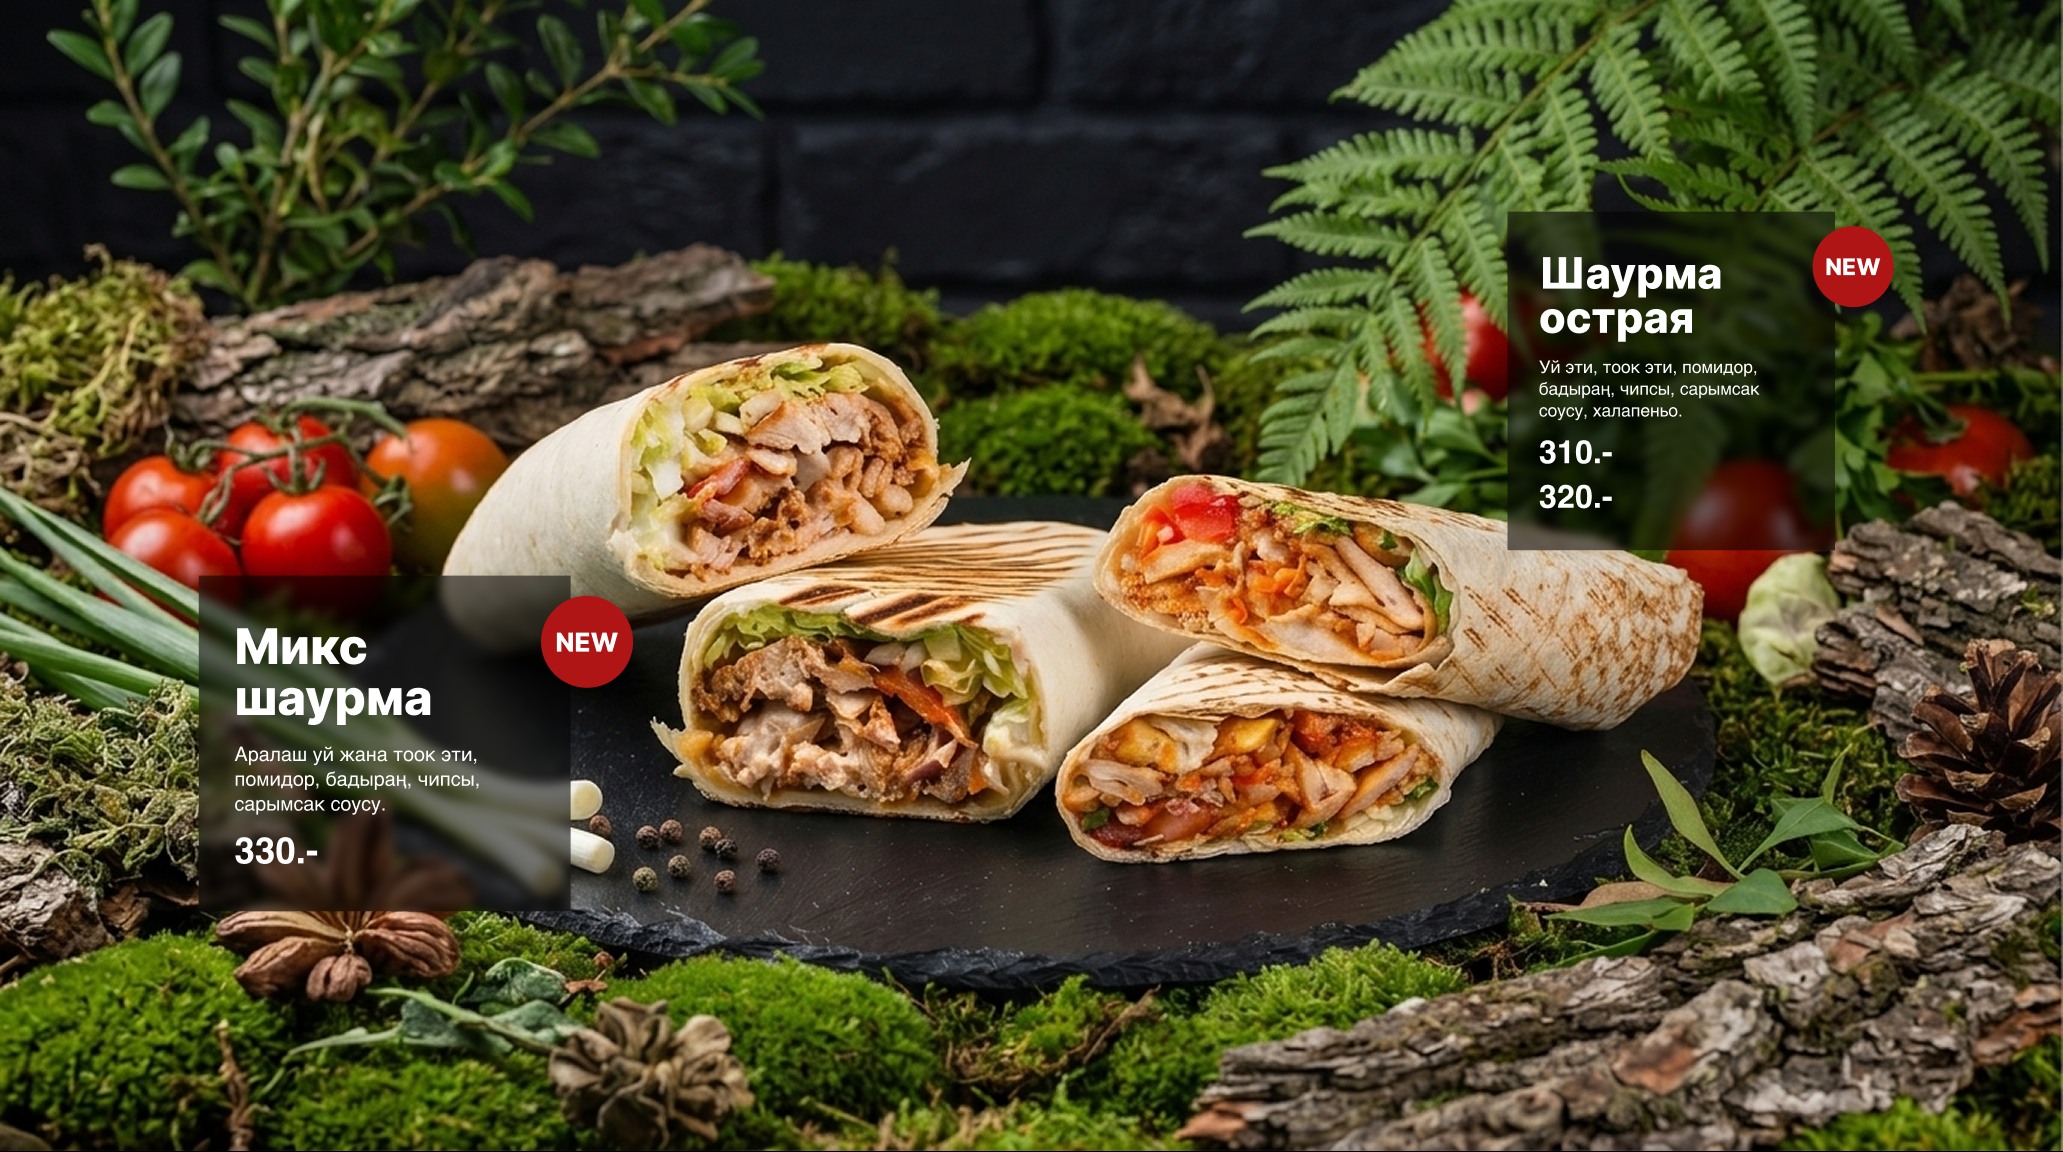 Микс
шаурма
NEW
Аралаш уй жана тоок эти,
помидор, бадыраң, чипсы,
сарымсак соусу.
330.-
Шаурма
острая
NEW
Уй эти, тоок эти, помидор,
бадыраң, чипсы, сарымсак
соусу, халапеньо.
310.-
320.-